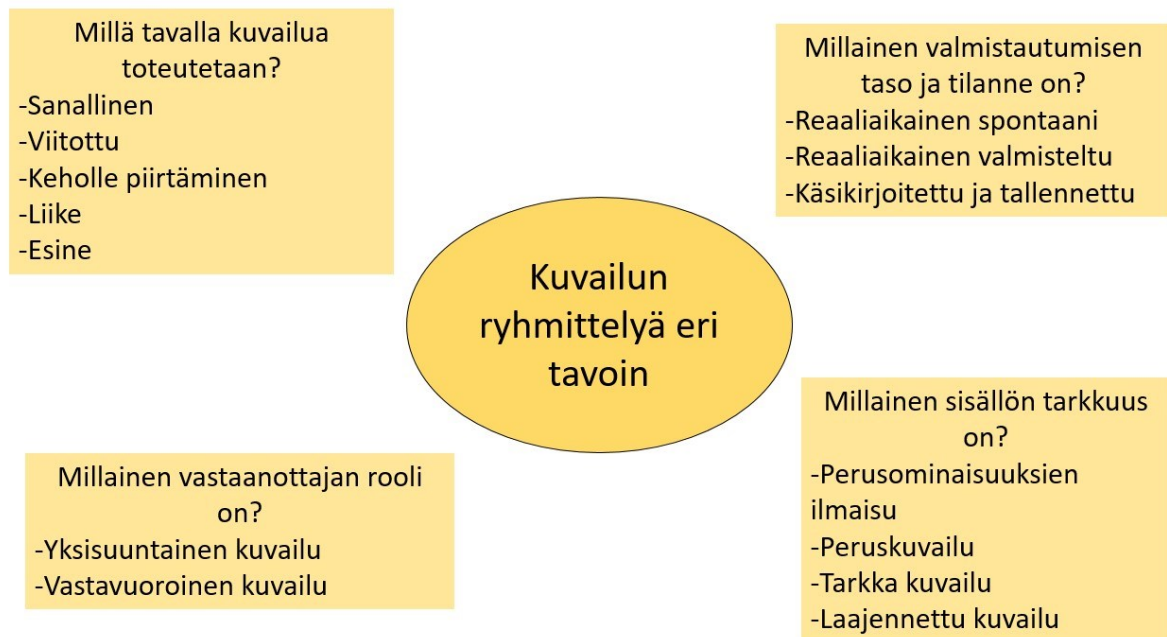 Millä tavalla kuvailua
toteutetaan?
-Sanallinen
-Viitottu
-Keholle piirtäminen
-Liike
-Esine
Millainen valmistautumisen
taso ja tilanne on?
-Reaaliaikainen spontaani
-Reaaliaikainen valmisteltu
-Käsikirjoitettu ja tallennettu
Kuvailun
ryhmittelyä eri
tavoin
Millainen vastaanottajan rooli
on?
-Yksisuuntainen kuvailu
-Vastavuoroinen kuvailu
Millainen sisällön tarkkuus
on?
-Perusominaisuuksien
ilmaisu
-Peruskuvailu
-Tarkka kuvailu
-Laajennettu kuvailu